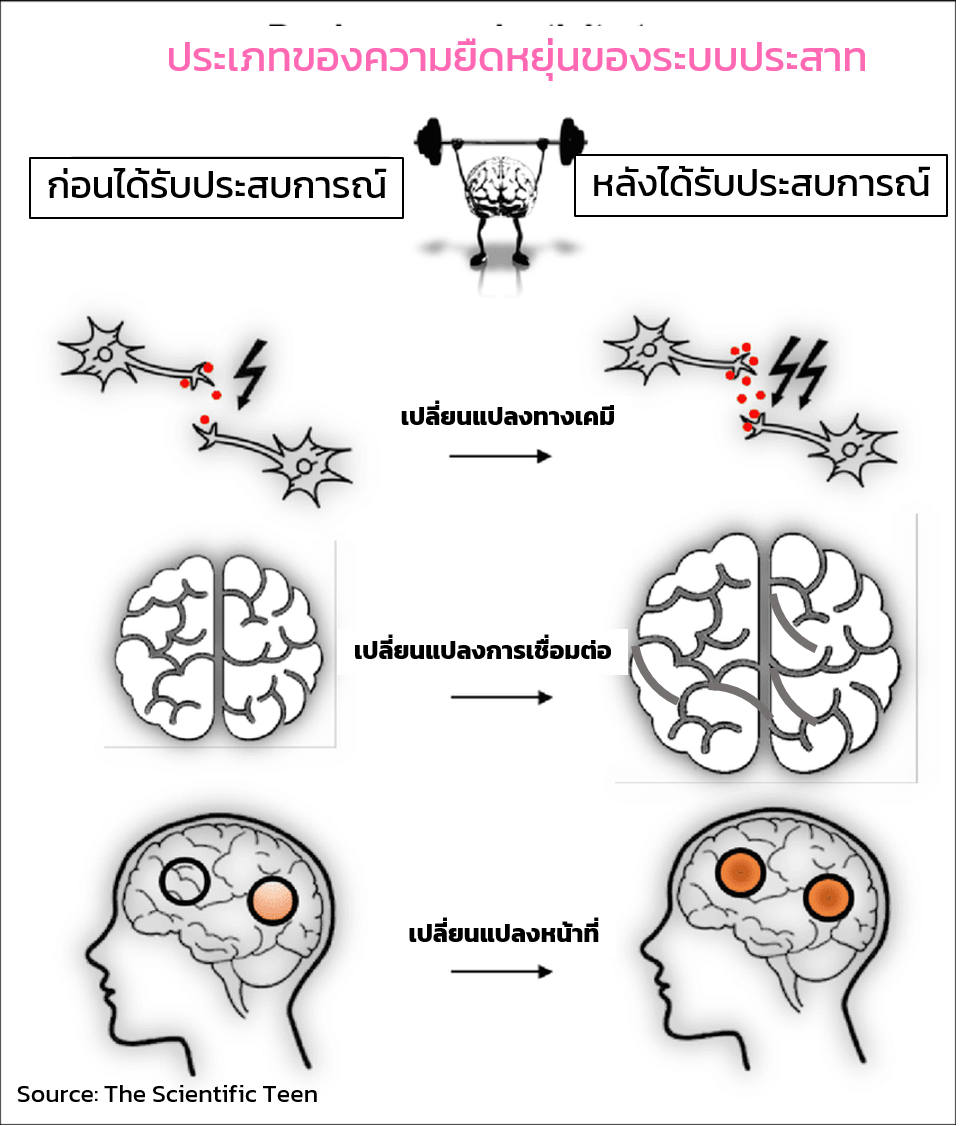 ประเภทของความยืดหยุ่นของระบบประสาท
ก่อนได้รับประสบการณ์
หลังได้รับประสบการณ์
เปลี่ยนแปลงทางเคมี
เปลี่ยนแปลงการเชื่อมต่อ
เปลี่ยนแปลงหน้าที่
Source: The Scientific Teen